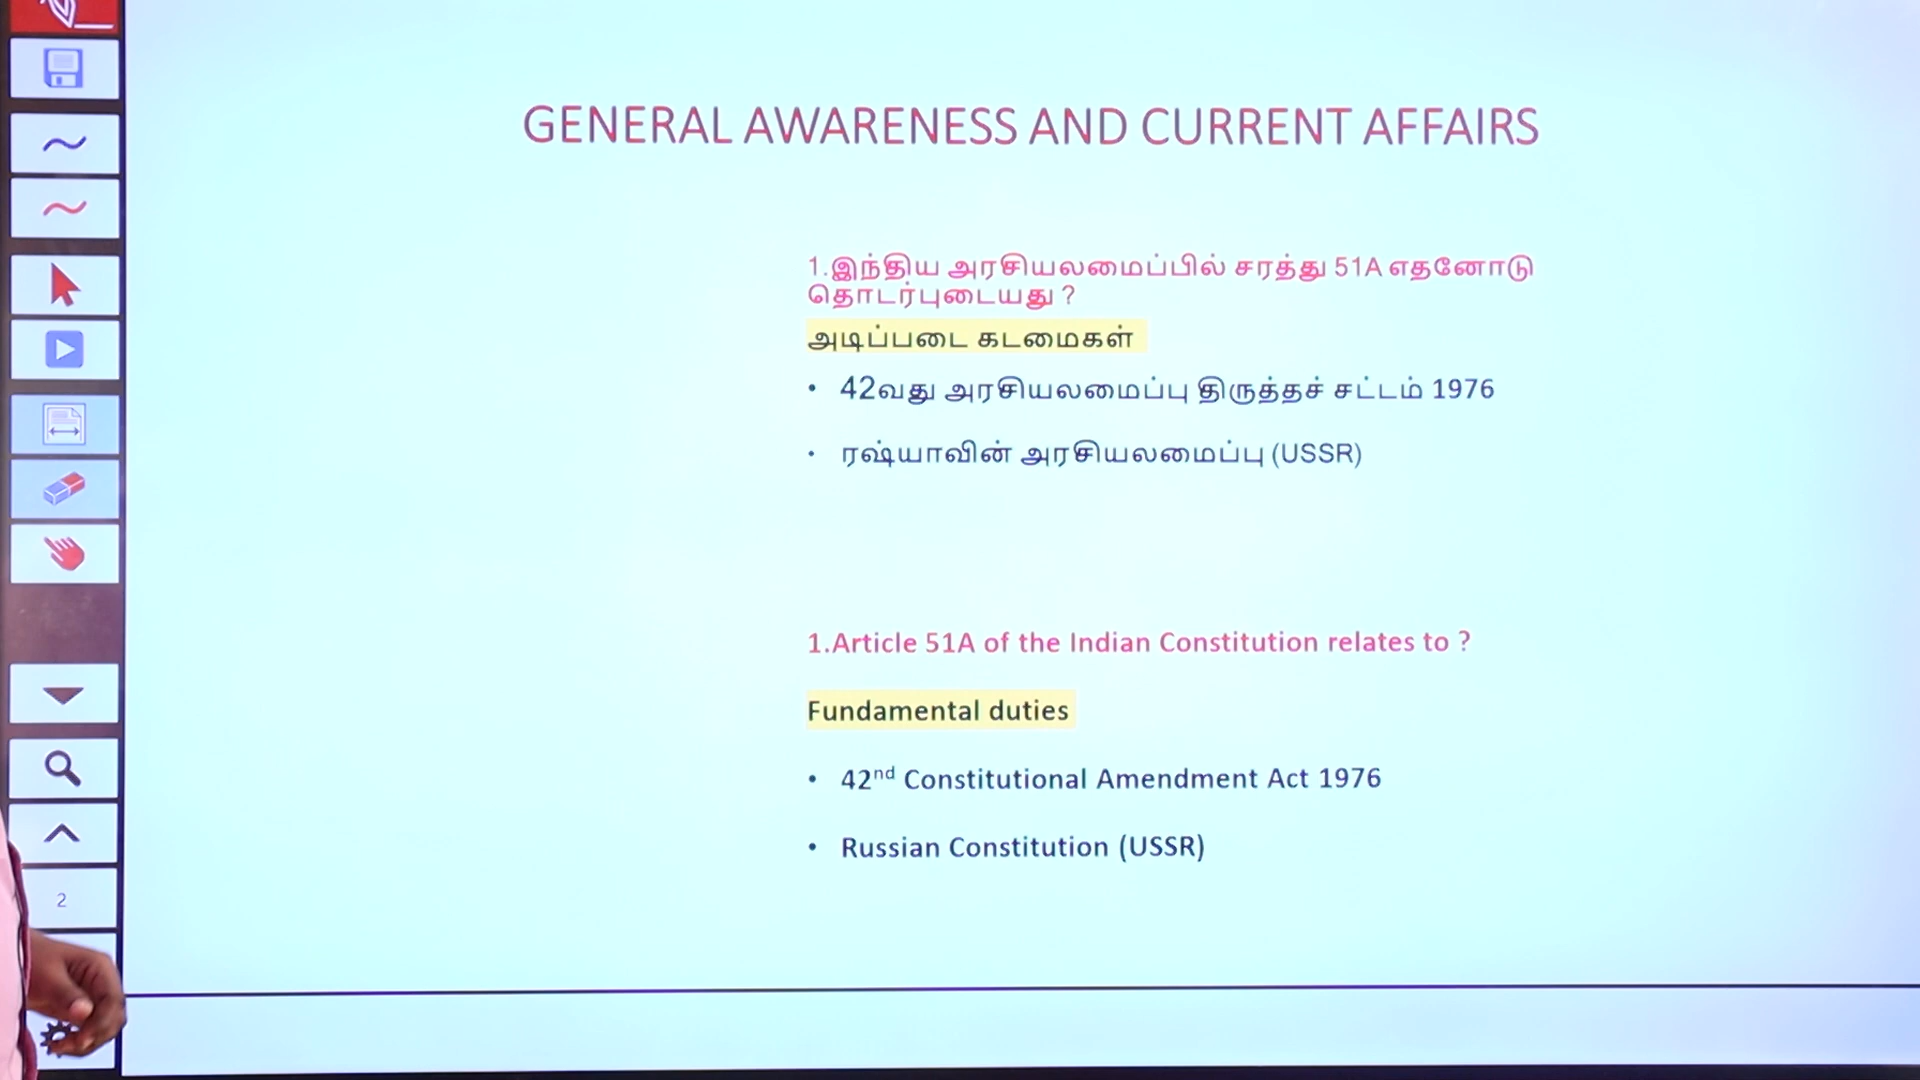 GENERAL AWARENESS AND CURRENT AFFAIRS
1.இந்திய அரசியலமைப்பில் சரத்து 51A எதனோடு
தொடர்புடையது ?
அடிப்படை கடமைகள்
• 42வது அரசியலமைப்பு திருத்தச் சட்டம் 1976
• ரஷ்யாவின் அரசியலமைப்பு (USSR)
1.Article 51A of the Indian Constitution relates to ?
Fundamental duties
• 42nd Constitutional Amendment Act 1976
• Russian Constitution (USSR)
2